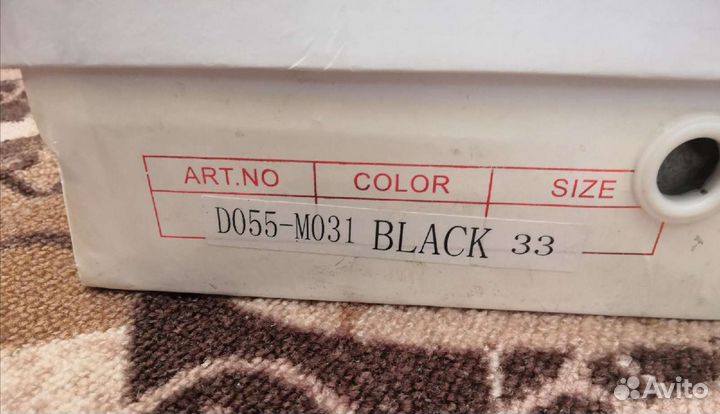 ART.NO COLOR SIZE
D055-M031 BLACK 33
Avito